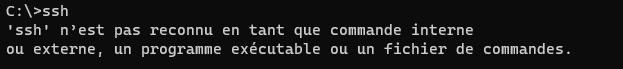 C:\>ssh
'ssh' n’est pas reconnu en tant que commande interne
ou externe, un programme exécutable ou un fichier de commandes.